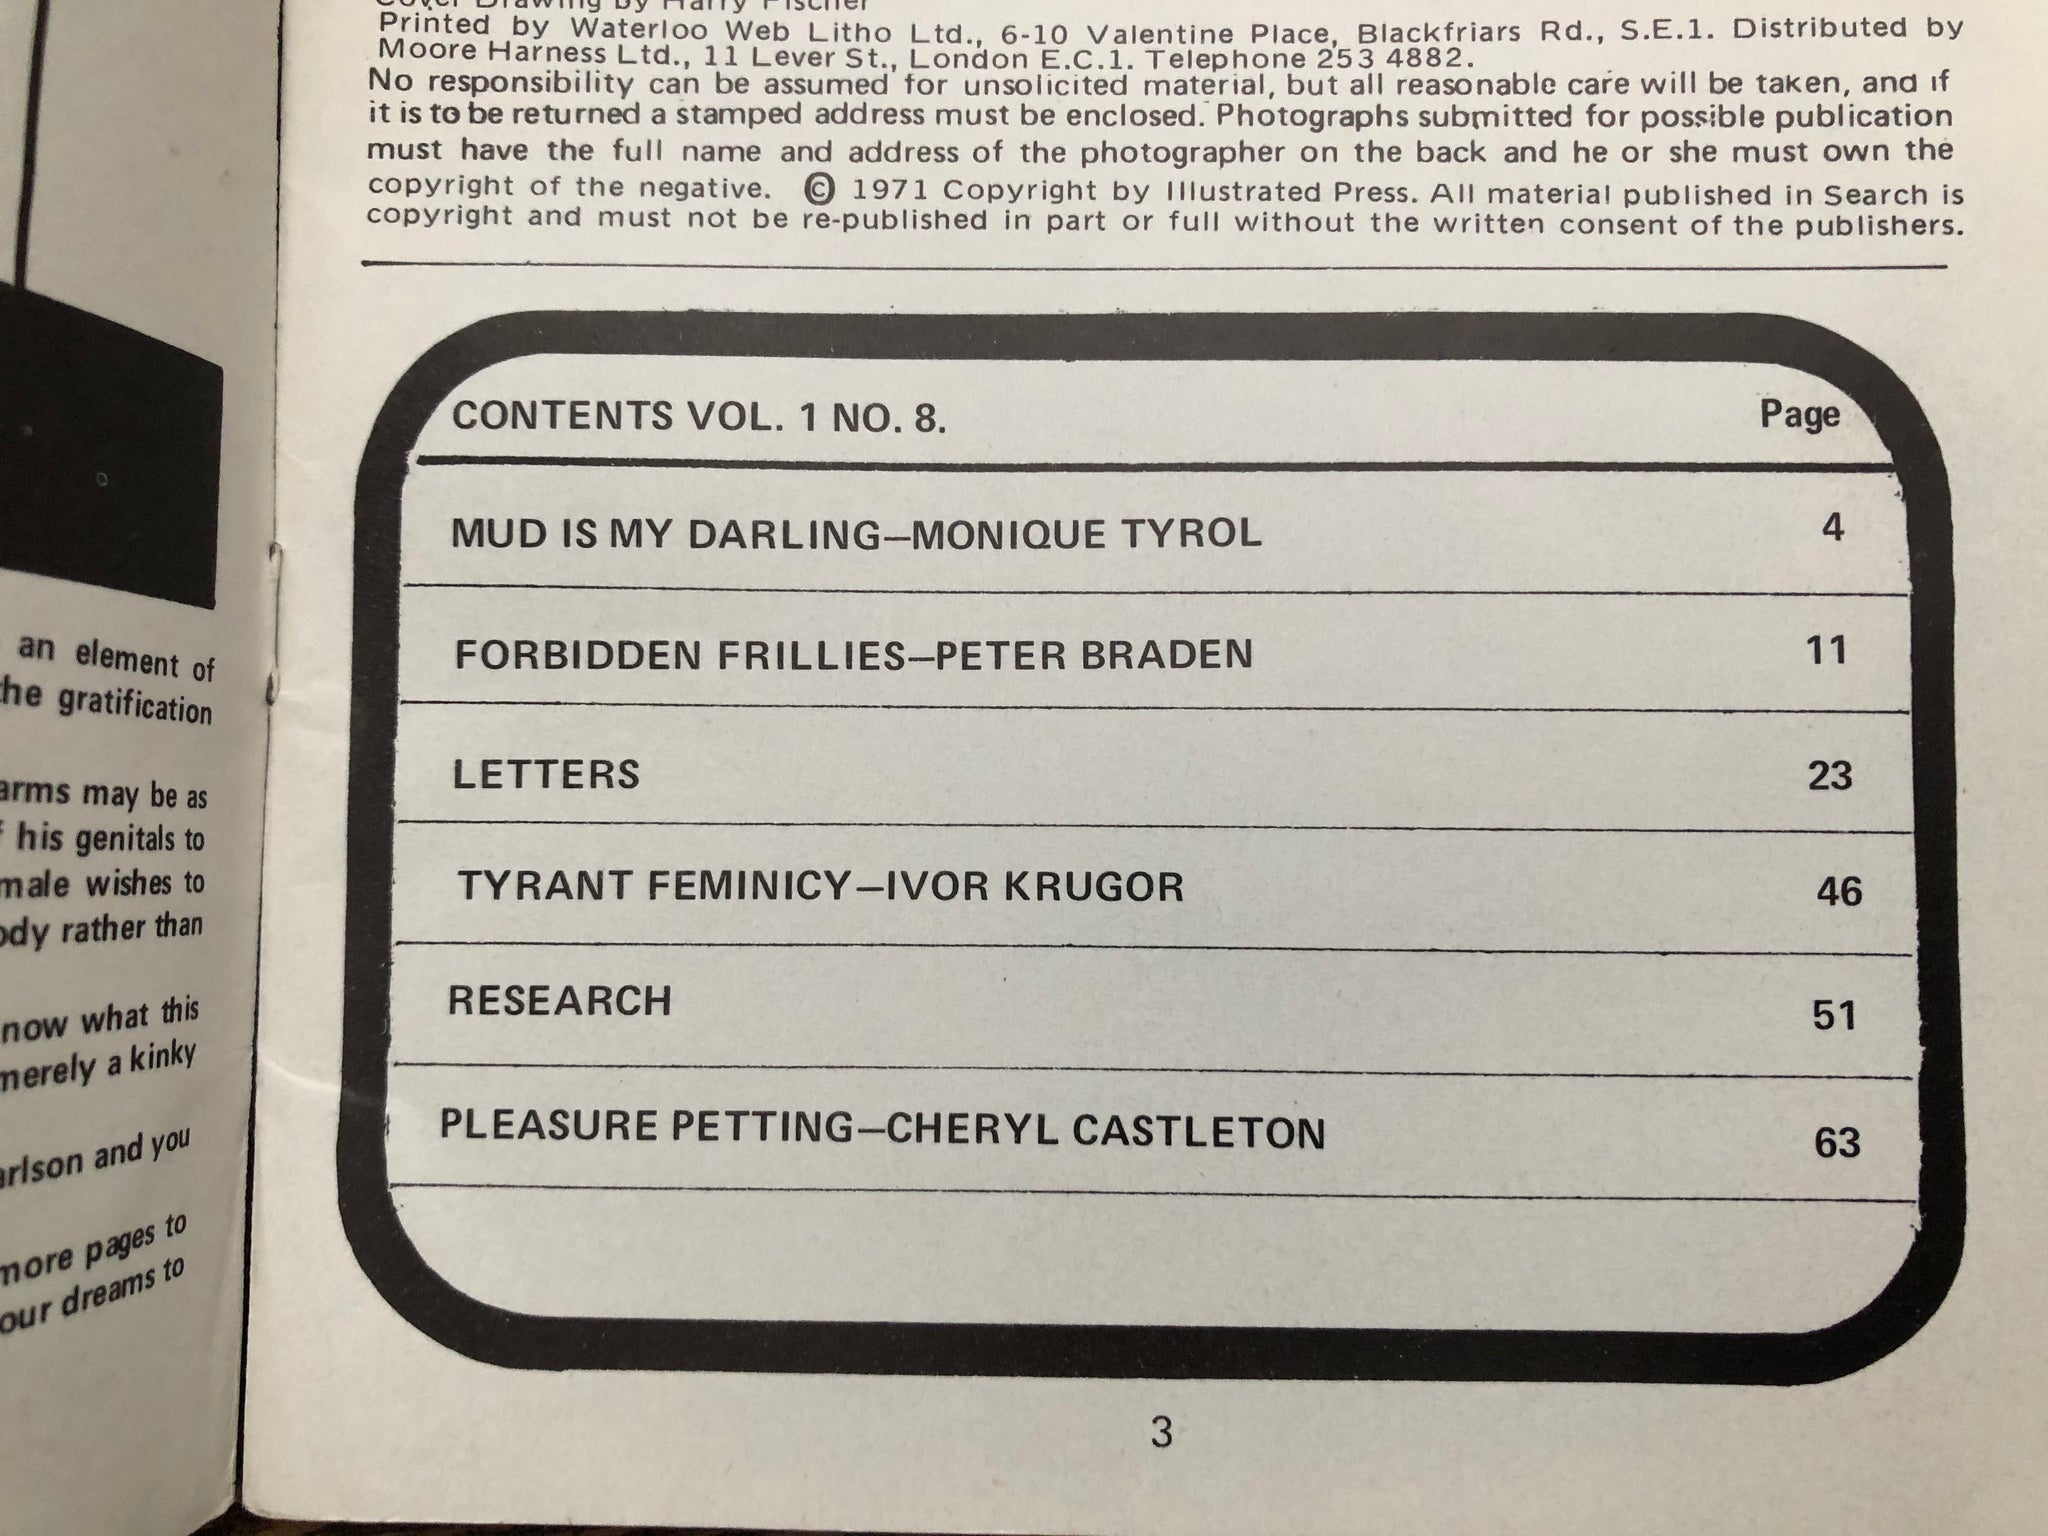 an element of
the gratification
arms may be as
his genitals to
male wishes to
rather than
now what this
merely a kinky
and you
more pages to
our dreams to
Cover Drawing by Harry Fischer
Printed by Waterloo Web Litho Ltd., 6-10 Valentine Place, Blackfriars Rd., S.E.1. Distributed by
Moore Harness Ltd., 11 Lever St., London E.C.1. Telephone 253 4882.
No responsibility can be assumed for unsolicited material, but all reasonable care will be taken, and if
it is to be returned a stamped address must be enclosed. Photographs submitted for possible publication
must have the full name and address of the photographer on the back and he or she must own the
copyright of the negative. © 1971 Copyright by Illustrated Press. All material published in Search is
copyright and must not be re-published in part or full without the written consent of the publishers.
CONTENTS VOL. 1 NO. 8. Page
MUD IS MY DARLING—MONIQUE TYROL 4
FORBIDDEN FRILLIES—PETER BRADEN 11
LETTERS 23
TYRANT FEMINICY—IVOR KRUGOR 46
RESEARCH 51
PLEASURE PETTING—CHERYL CASTLETON 63
3